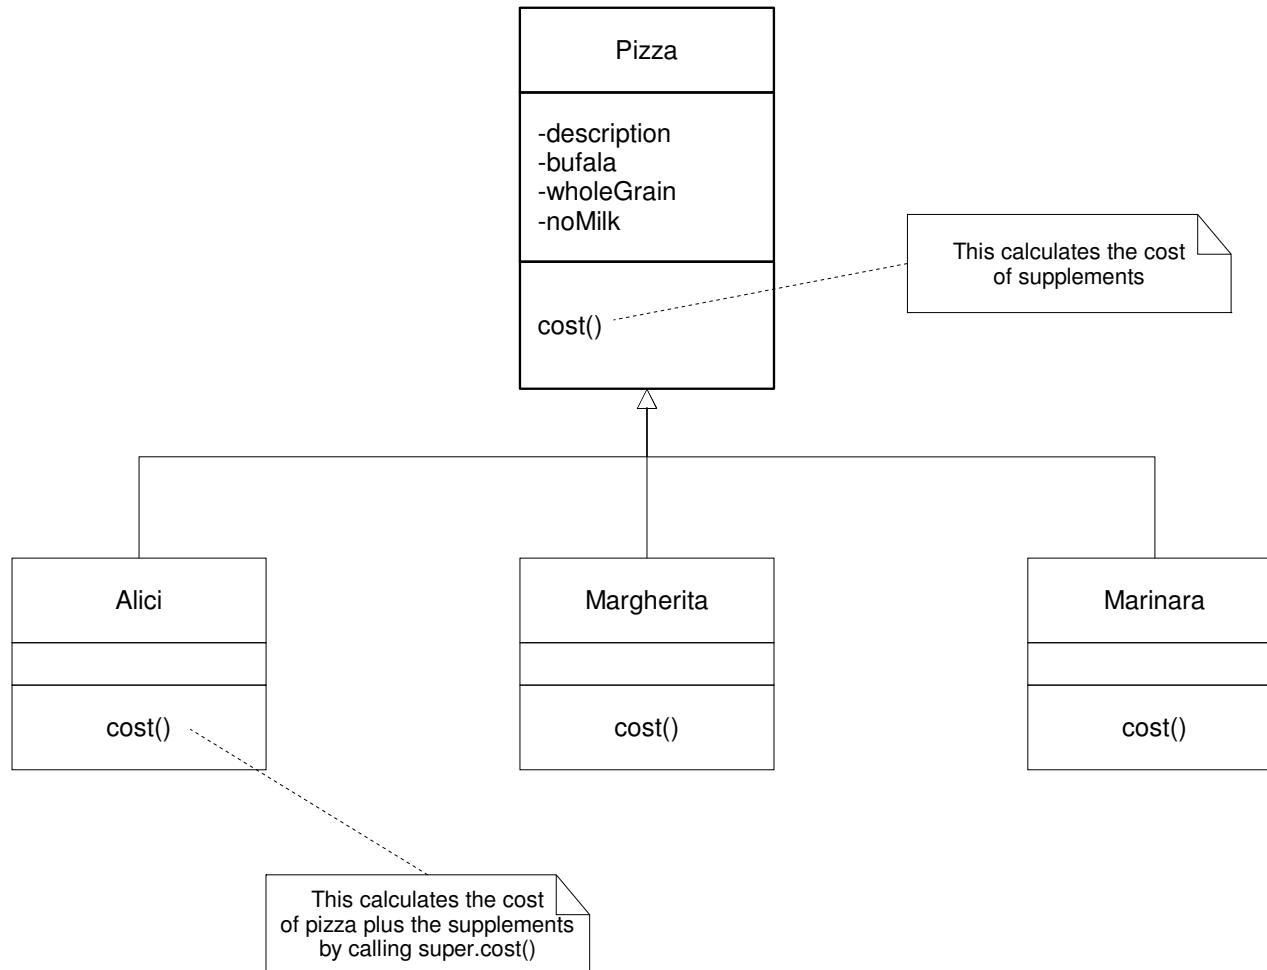 Pizza
-description
-bufala
-wholeGrain
-noMilk
cost()
This calculates the cost
of supplements
Alici
cost()
Margherita
cost()
Marinara
cost()
This calculates the cost
of pizza plus the supplements
by calling super.cost()